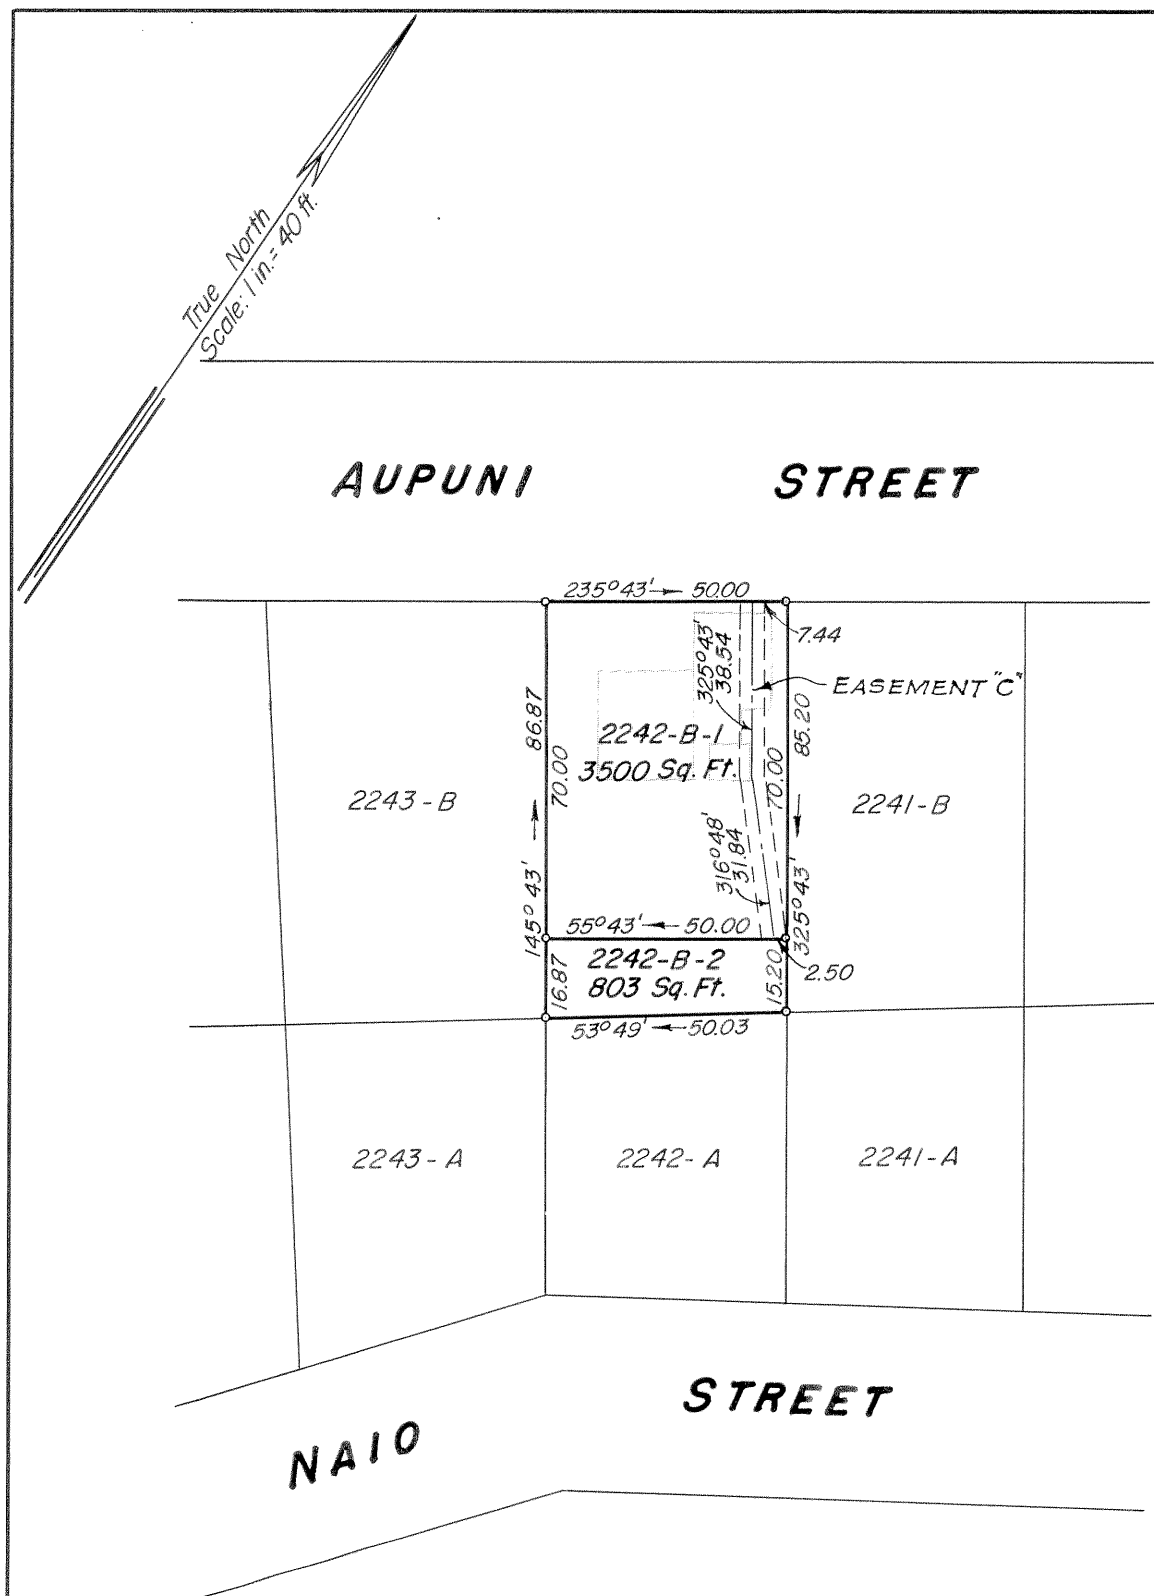 True North
Scale: 1 in. = 40 ft.
AUPUNI STREET
235°43' 50.00
7.44
325°43'
38.54
EASEMENT "C"
86.87
85.20
2242-B-1
3500 Sq. Ft.
70.00
70.00
2243-B
2241-B
316°48'
31.84
145°43'
325°43'
55°43' 50.00
2242-B-2
803 Sq. Ft.
16.87
15.20
2.50
53°49' 50.03
2243-A
2242-A
2241-A
NAIO STREET